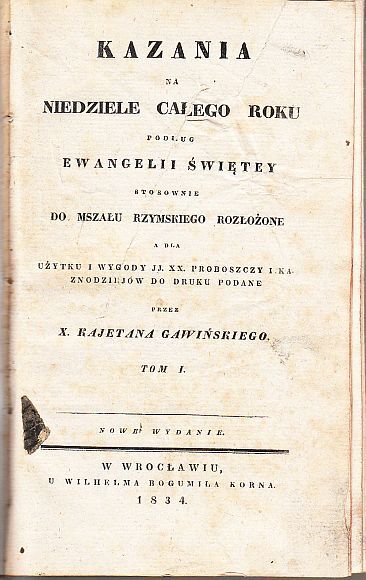 KAZANIA
NA
NIEDZIELE CAŁEGO ROKU
PODŁUG
EWANGELII ŚWIĘTEY
STOSOWNIE
DO MSZAŁU RZYMSKIEGO ROZŁOŻONE
A DLA
UŻYTKU I WYGODY JJ. XX. PROBOSZCZY I KA-
ZNODZIEJÓW DO DRUKU PODANE
PRZEZ
X. KAJETANA GAWIŃSKIEGO.
TOM I.
NOWE WYDANIE.
W WROCŁAWIU,
U WILHELMA BOGUMIŁA KORNA.
1834.